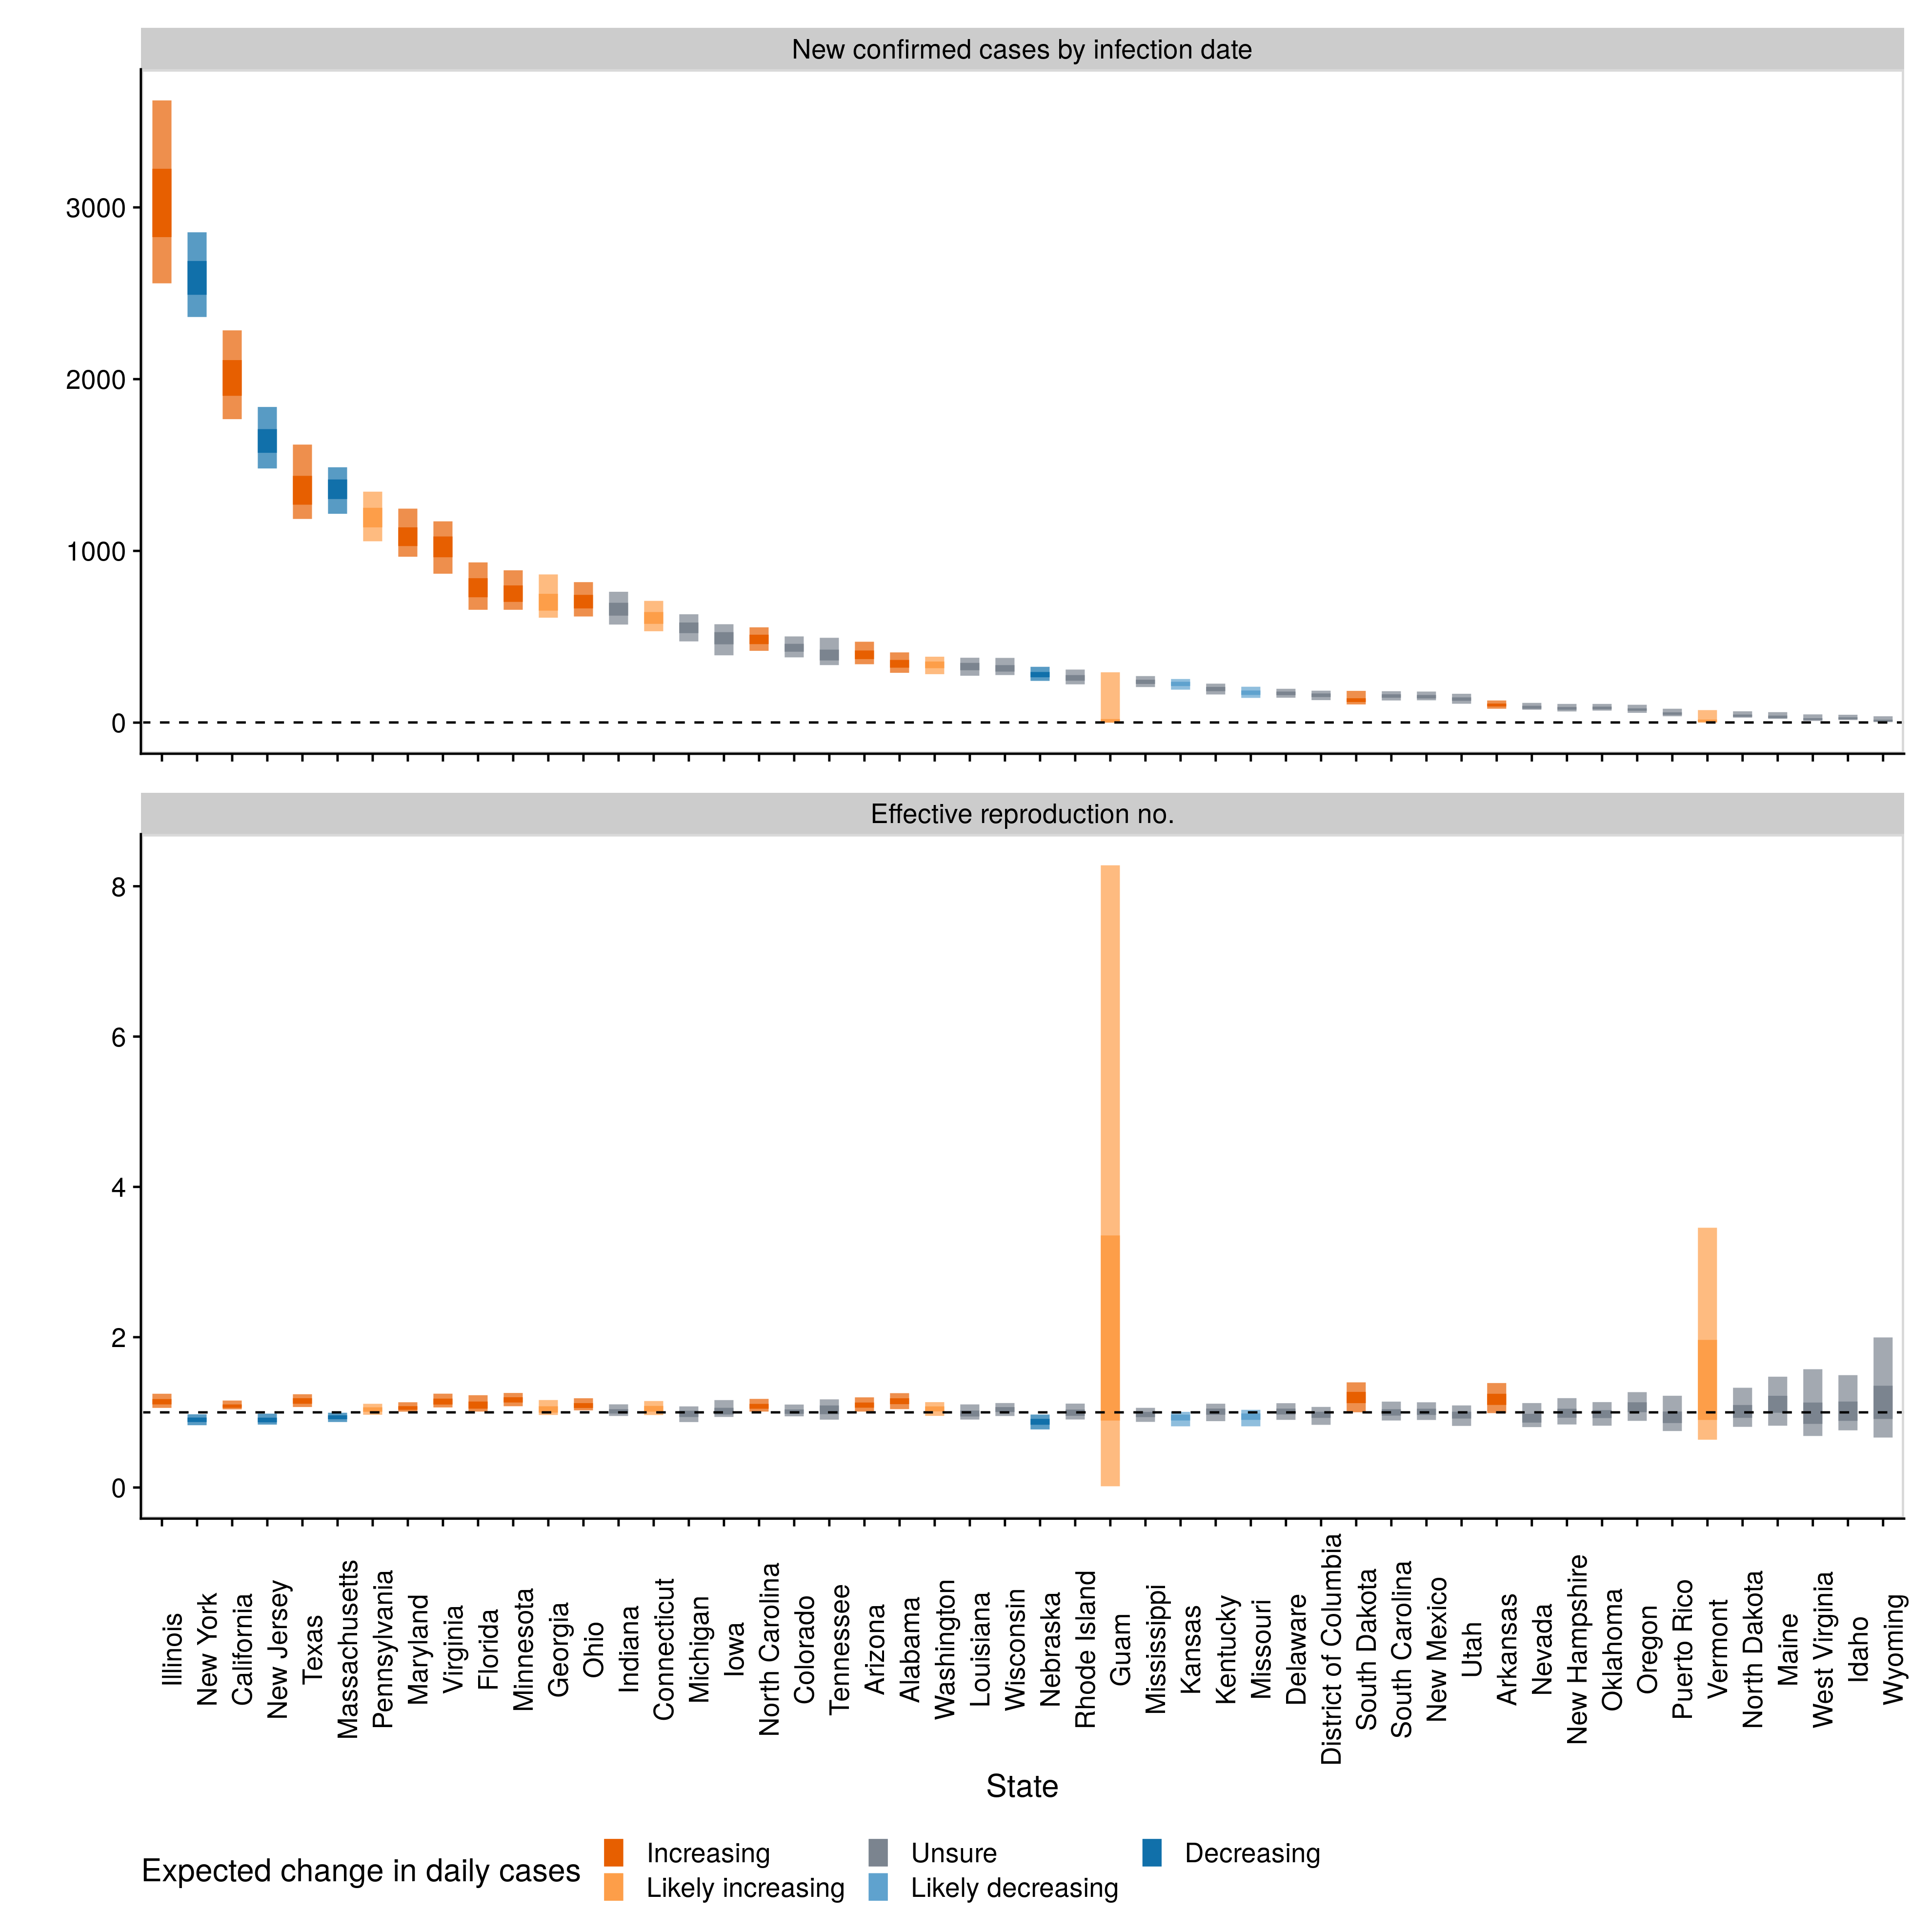 New confirmed cases by infection date
3000
2000
1000
0
Effective reproduction no.
8
6
4
2
0
Illinois
New York
California
New Jersey
Texas
Massachusetts
Pennsylvania
Maryland
Virginia
Florida
Minnesota
Georgia
Ohio
Indiana
Connecticut
Michigan
Iowa
North Carolina
Colorado
Tennessee
Arizona
Alabama
Washington
Louisiana
Wisconsin
Nebraska
Rhode Island
Guam
Mississippi
Kansas
Kentucky
Missouri
Delaware
District of Columbia
South Dakota
South Carolina
New Mexico
Utah
Arkansas
Nevada
New Hampshire
Oklahoma
Oregon
Puerto Rico
Vermont
North Dakota
Maine
West Virginia
Idaho
Wyoming
State
Expected change in daily cases
Increasing
Unsure
Decreasing
Likely increasing
Likely decreasing